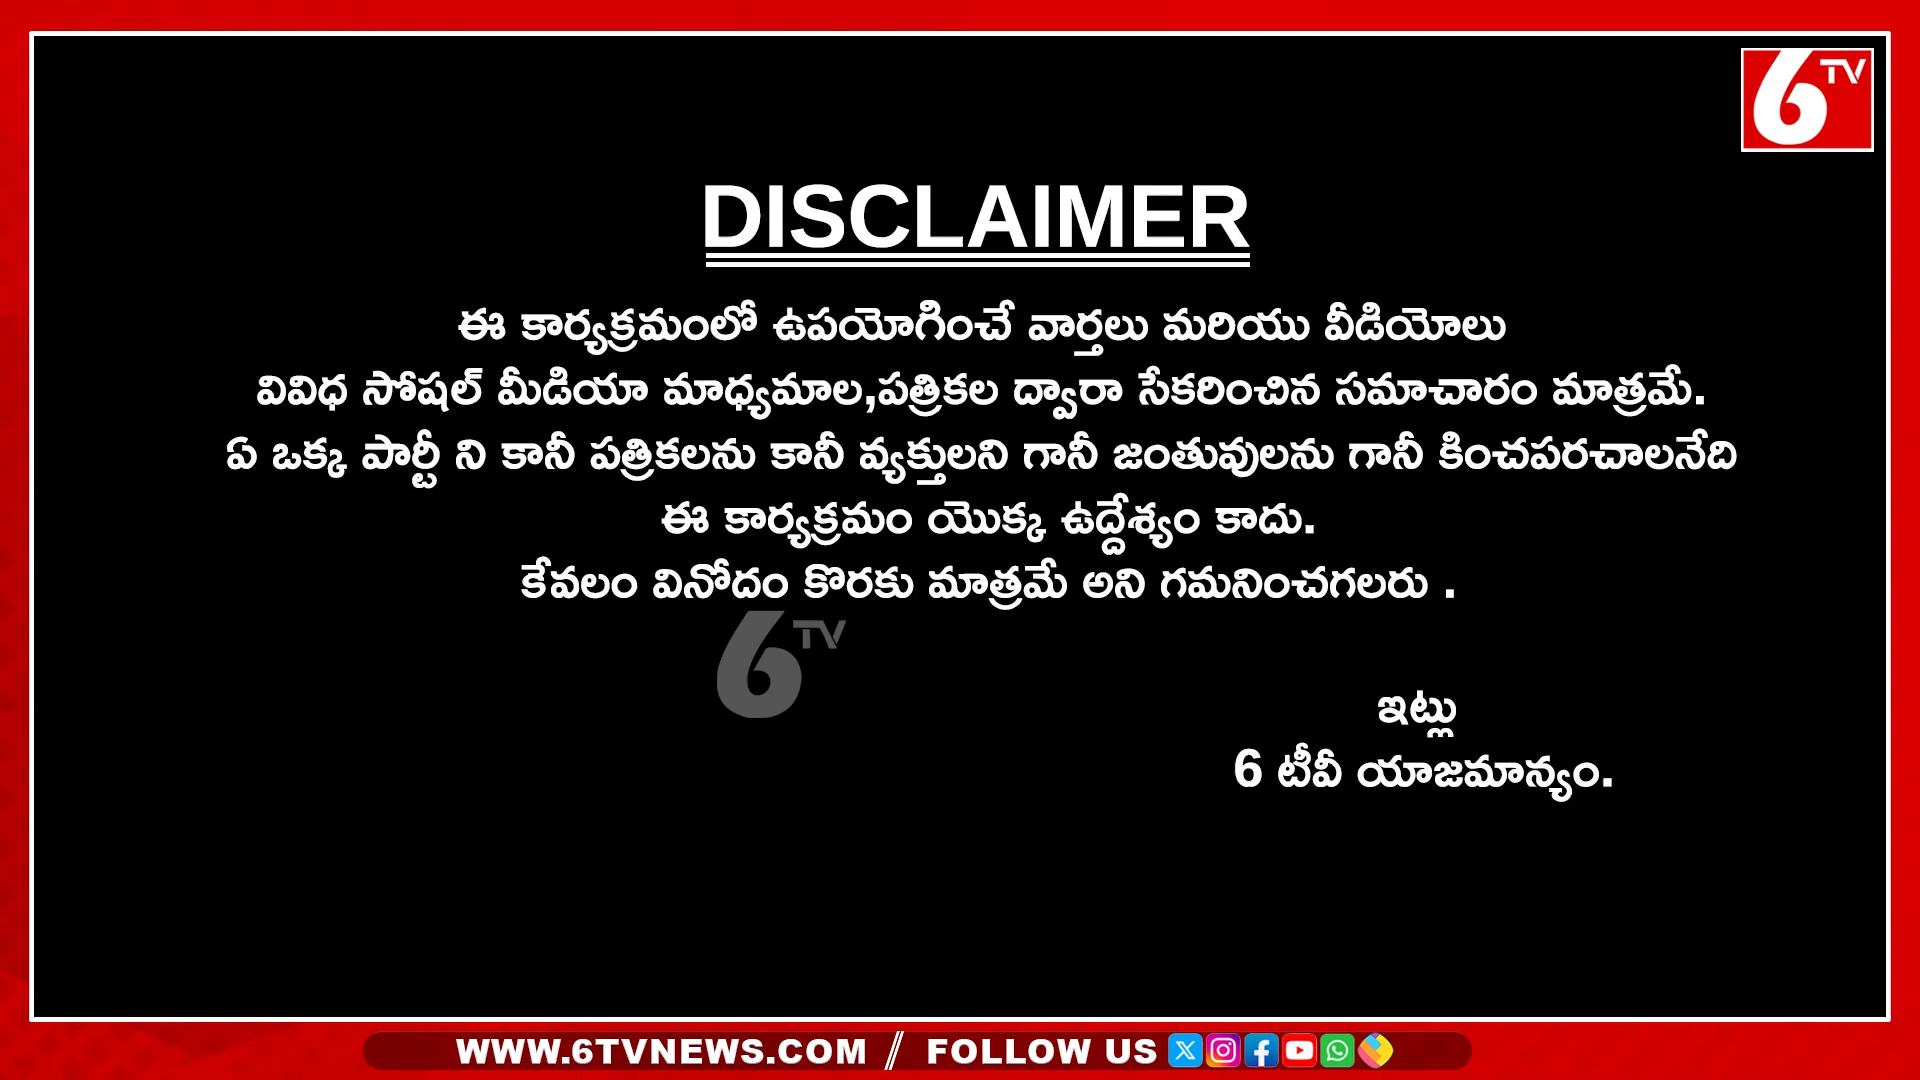 6TV
DISCLAIMER
ఈ కార్యక్రమంలో ఉపయోగించే వార్తలు మరియు వీడియోలు
వివిధ సోషల్ మీడియా మాధ్యమాల,పత్రికల ద్వారా సేకరించిన సమాచారం మాత్రమే.
ఏ ఒక్క పార్టీ ని కానీ పత్రికలను కానీ వ్యక్తులని గానీ జంతువులను గానీ కించపరచాలనేది
ఈ కార్యక్రమం యొక్క ఉద్దేశ్యం కాదు.
కేవలం వినోదం కొరకు మాత్రమే అని గమనించగలరు .
6TV
ఇట్లు
6 టీవీ యాజమాన్యం.
WWW.6TVNEWS.COM // FOLLOW US